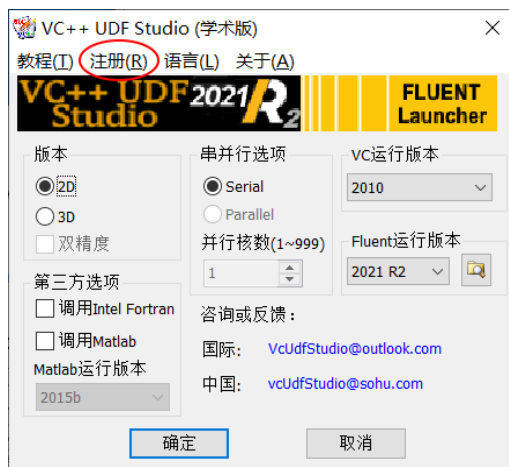 VC++ UDF Studio (学术版)
教程(T) 注册(R) 语言(L) 关于(A)
VC++ UDF Studio 2021 R2 FLUENT Launcher
版本
2D
3D
双精度
串并行选项
Serial
Parallel
并行核数(1~999)
1
VC运行版本
2010
Fluent运行版本
2021 R2
第三方选项
调用Intel Fortran
调用Matlab
Matlab运行版本
2015b
咨询或反馈：
国际: VcUdfStudio@outlook.com
中国: vcUdfStudio@sohu.com
确定 取消